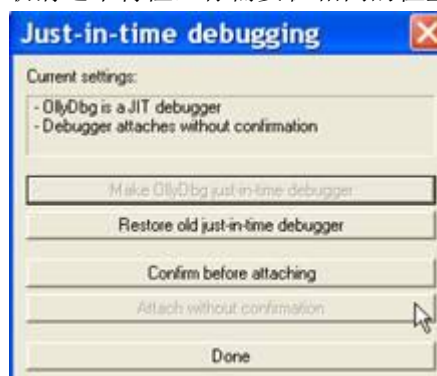 Just-in-time debugging
Current settings:
- OllyDbg is a JIT debugger
- Debugger attaches without confirmation
Make OllyDbg just-in-time debugger
Restore old just-in-time debugger
Confirm before attaching
Attach without confirmation
Done